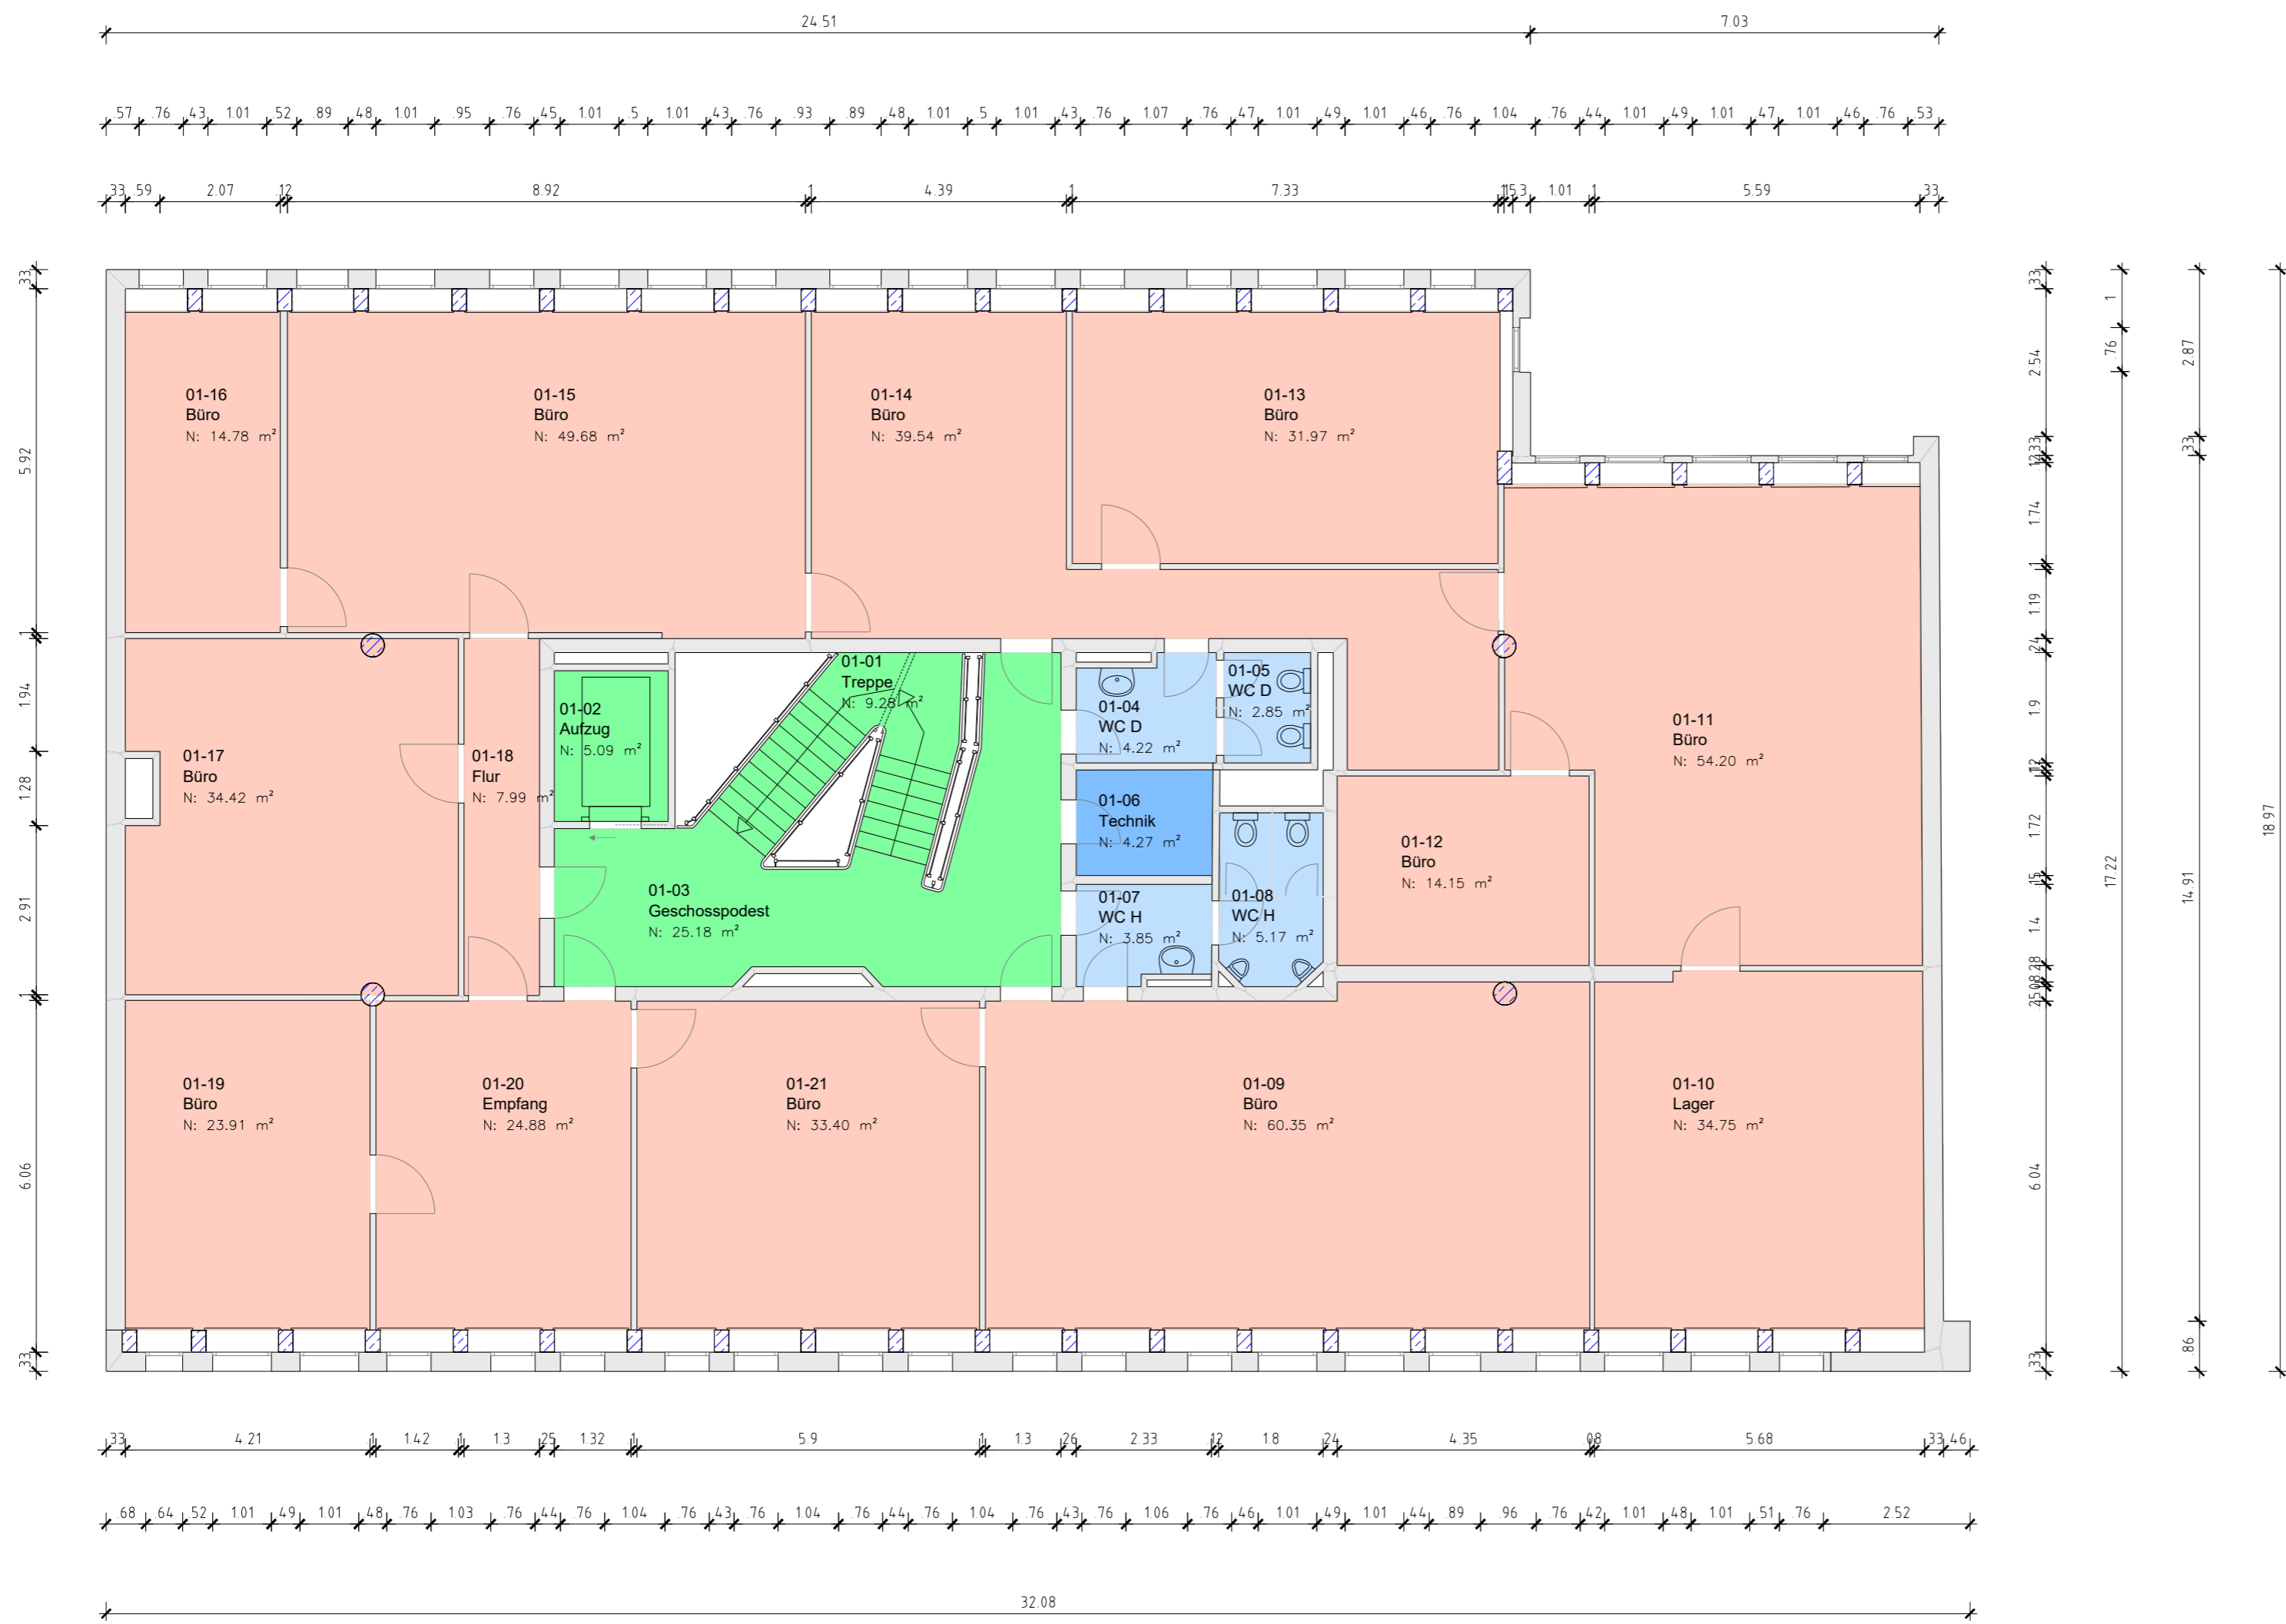 24.51 7.03
.57 .76 43 1.01 .52 .89 .48 1.01 .95 .76 45 1.01 .5 1.01 43 .76 .93 .89 .48 1.01 .5 1.01 43 .76 1.07 .76 .47 1.01 .49 1.01 .46 .76 1.04 .76 44 1.01 .49 1.01 .47 1.01 .46 .76 .53
.33 .59 2.07 .12 8.92 1 4.39 1 7.33 1.01 1 5.59 .33
33 5.92 1 1.94 1.28 2.91 1 6.06 33
01-16
Büro
N: 14.78 m²
01-15
Büro
N: 49.68 m²
01-14
Büro
N: 39.54 m²
01-13
Büro
N: 31.97 m²
01-17
Büro
N: 34.42 m²
01-18
Flur
N: 7.99 m²
01-02
Aufzug
N: 5.09 m²
01-01
Treppe
N: 9.28 m²
01-03
Geschosspodest
N: 25.18 m²
01-04
WC D
N: 4.22 m²
01-05
WC D
N: 2.85 m²
01-06
Technik
N: 4.27 m²
01-07
WC H
N: 3.85 m²
01-08
WC H
N: 5.17 m²
01-12
Büro
N: 14.15 m²
01-11
Büro
N: 54.20 m²
01-19
Büro
N: 23.91 m²
01-20
Empfang
N: 24.88 m²
01-21
Büro
N: 33.40 m²
01-09
Büro
N: 60.35 m²
01-10
Lager
N: 34.75 m²
33 2.54 33 1.74 1 1.19 24 1.9 12 1.72 15 1.4 28 6.04 33
1 .76 17.22
2.87 33 14.91 .86
18.97
33 4.21 1 1.42 1 1.3 25 1.32 1 5.9 1 1.3 26 2.33 .12 1.8 24 4.35 08 5.68 33 .46
.68 .64 .52 1.01 .49 1.01 .48 .76 1.03 .76 44 .76 1.04 .76 43 .76 1.04 .76 44 .76 1.04 .76 43 .76 1.06 .76 46 1.01 .49 1.01 44 .89 .96 .76 42 1.01 .48 1.01 .51 .76 2.52
32.08